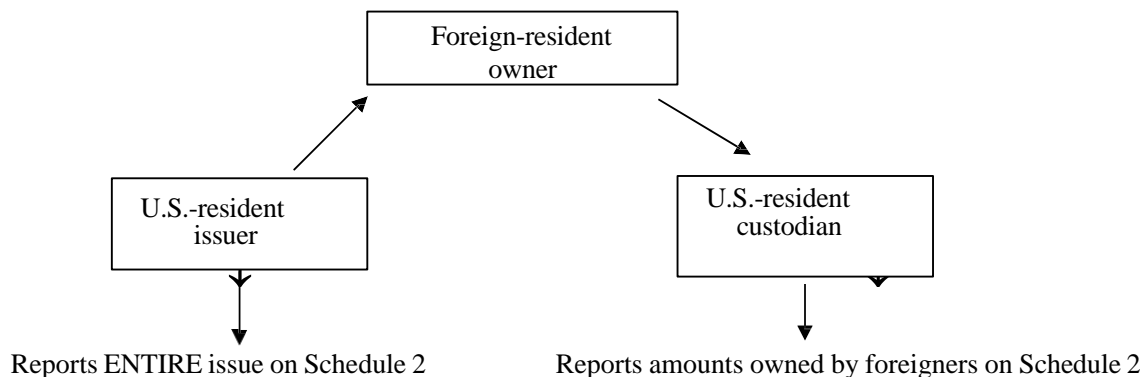 Foreign-resident
owner
U.S.-resident
issuer
U.S.-resident
custodian
Reports ENTIRE issue on Schedule 2
Reports amounts owned by foreigners on Schedule 2